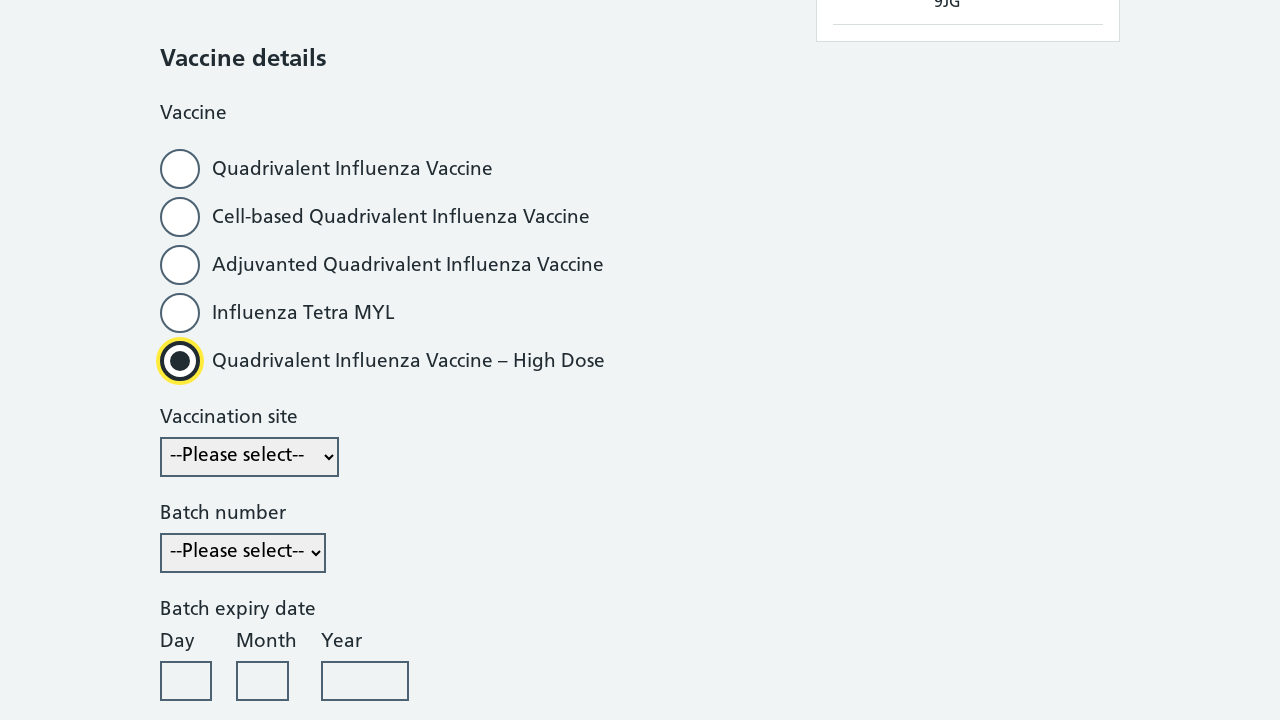 9JG
Vaccine details
Vaccine
Quadrivalent Influenza Vaccine
Cell-based Quadrivalent Influenza Vaccine
Adjuvanted Quadrivalent Influenza Vaccine
Influenza Tetra MYL
Quadrivalent Influenza Vaccine – High Dose
Vaccination site
--Please select--
Batch number
--Please select--
Batch expiry date
Day Month Year